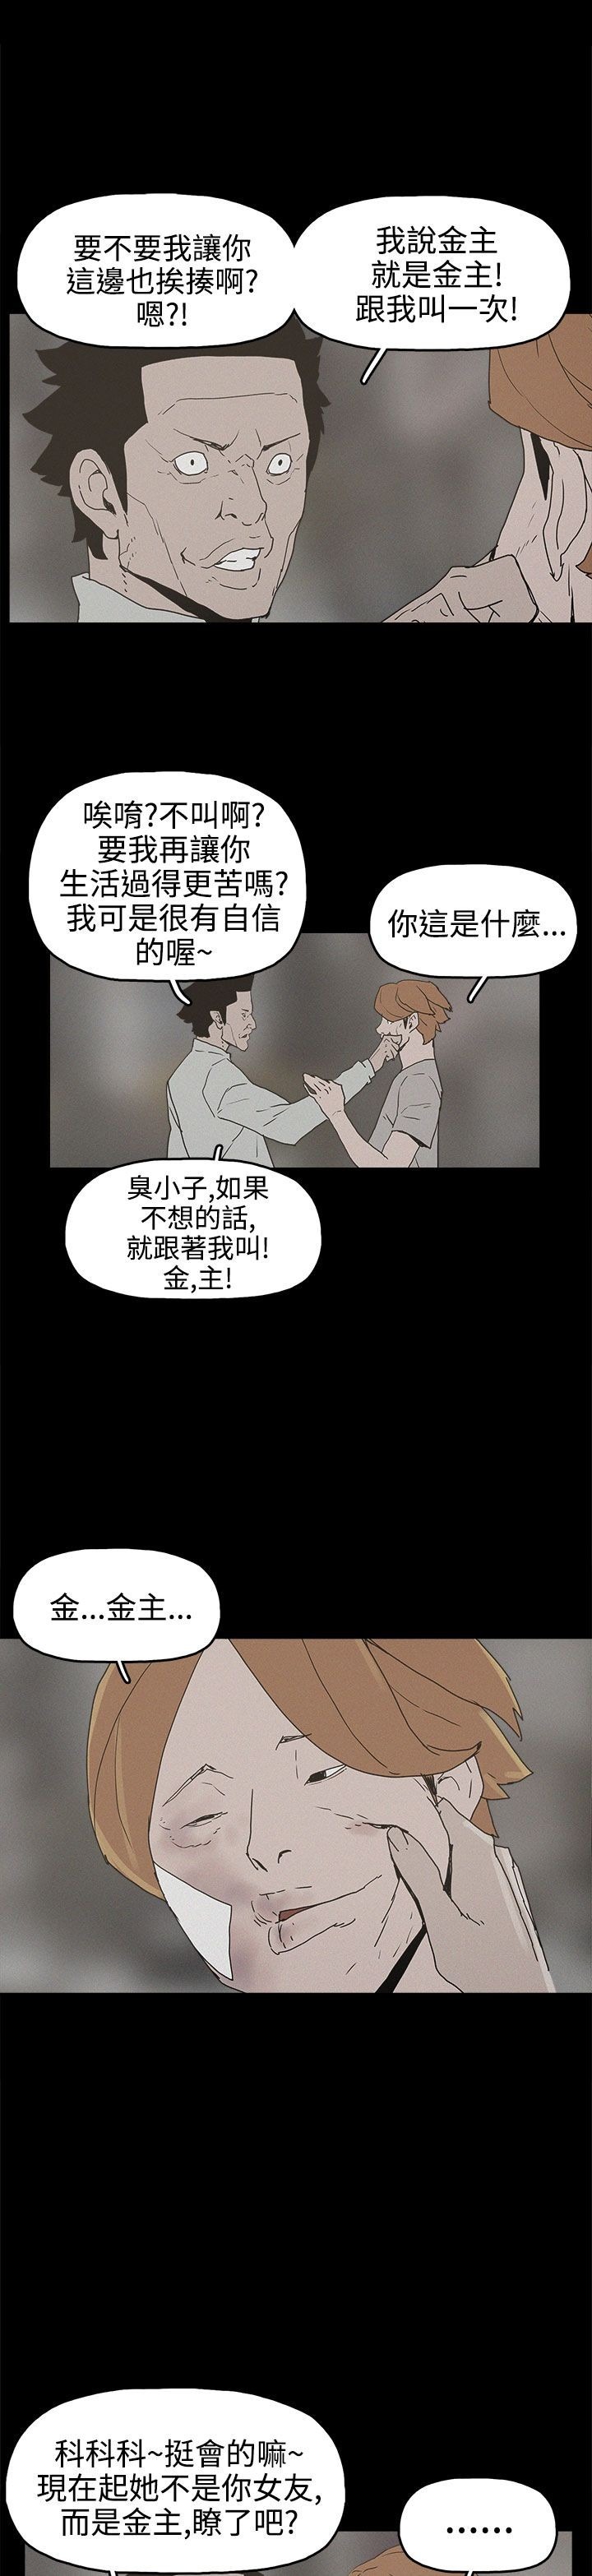 要不要我讓你
這邊也挨揍啊?
嗯?!
我說金主
就是金主!
跟我叫一次!
唉唷?不叫啊?
要我再讓你
生活過得更苦嗎?
我可是很有自信
的喔~
你這是什麼...
臭小子,如果
不想的話,
就跟著我叫!
金,主!
金...金主...
科科科~挺會的嘛~
現在起她不是你女友,
而是金主,瞭了吧?
......